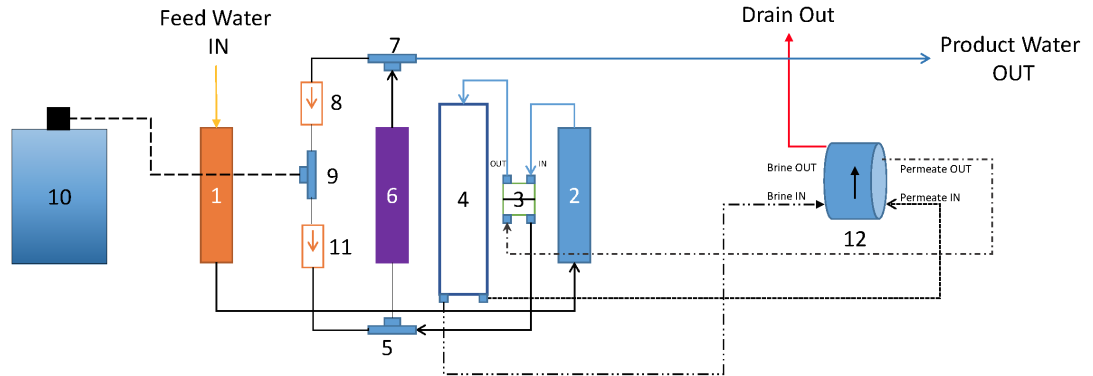 Feed Water
IN
Drain Out
Product Water
OUT
7
8
9
10
1
6
4
OUT
IN
3
2
11
5
Brine OUT
Permeate OUT
Brine IN
Permeate IN
12